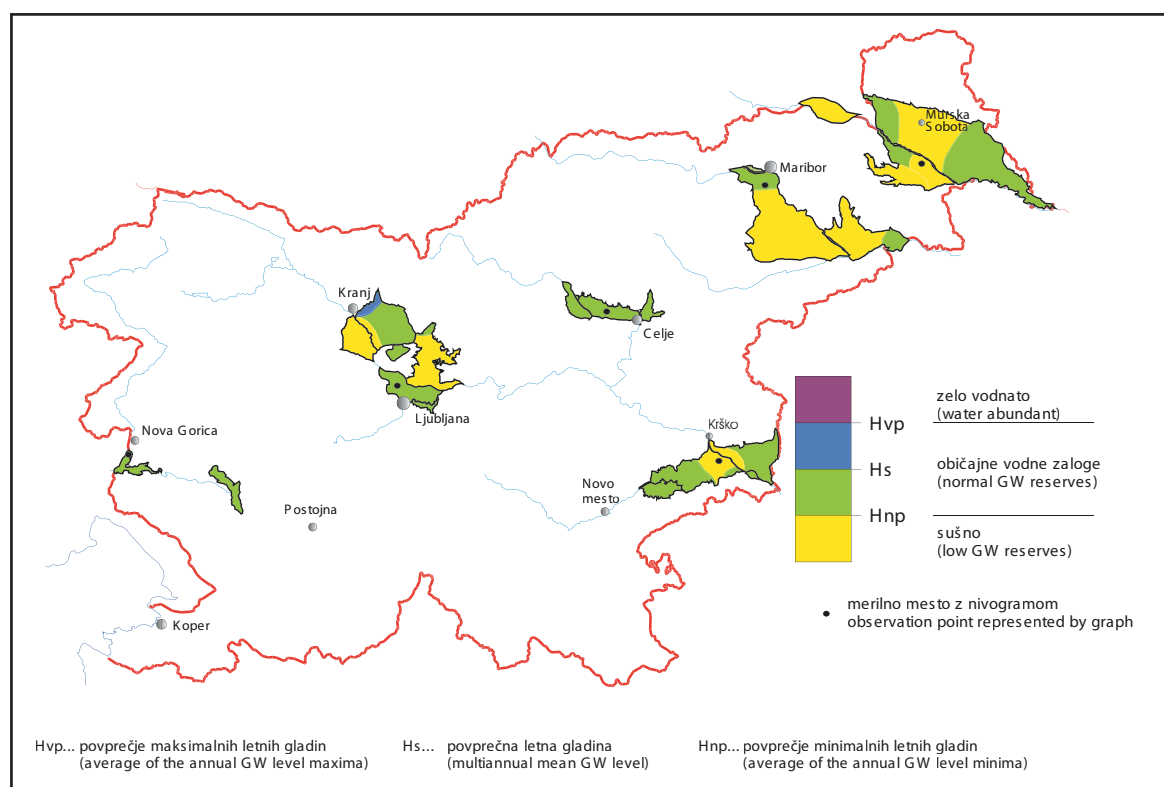 Murska
Sobota
Maribor
Kranj
Celje
Ljubljana
Nova Gorica
Krško
Novo
mesto
Postojna
Koper
zelo vodnato
(water abundant)
Hvp
Hs
običajne vodne zaloge
(normal GW reserves)
Hnp
sušno
(low GW reserves)
merilno mesto z nivogramom
observation point represented by graph
Hvp... povprečje maksimalnih letnih gladin
(average of the annual GW level maxima)
Hs... povprečna letna gladina
(multiannual mean GW level)
Hnp... povprečje minimalnih letnih gladin
(average of the annual GW level minima)